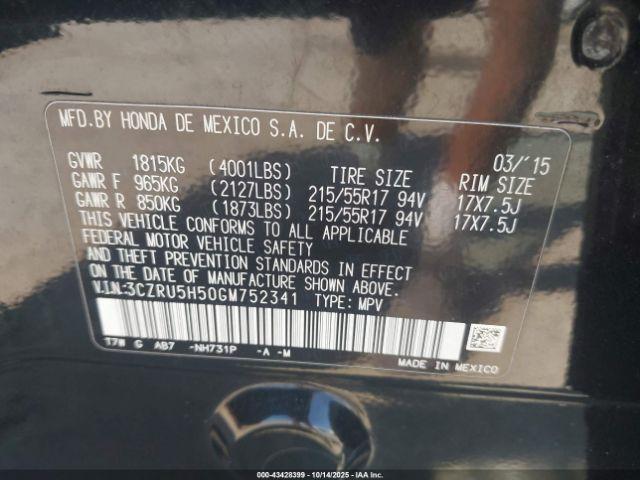 MFD.BY HONDA DE MEXICO S.A. DE C.V.
03/'15
GVWR 1815KG (4001LBS) TIRE SIZE RIM SIZE
GAWR F 965KG (2127LBS) 215/55R17 94V 17X7.5J
GAWR R 850KG (1873LBS) 215/55R17 94V 17X7.5J
THIS VEHICLE CONFORMS TO ALL APPLICABLE
FEDERAL MOTOR VEHICLE SAFETY
AND THEFT PREVENTION STANDARDS IN EFFECT
ON THE DATE OF MANUFACTURE SHOWN ABOVE.
V.I.N:3CZRU5H50GM752341 TYPE: MPV
17W G AB7 -NH731P -A -M
MADE IN MEXICO
000-43428399 - 10/14/2025 - IAA Inc.